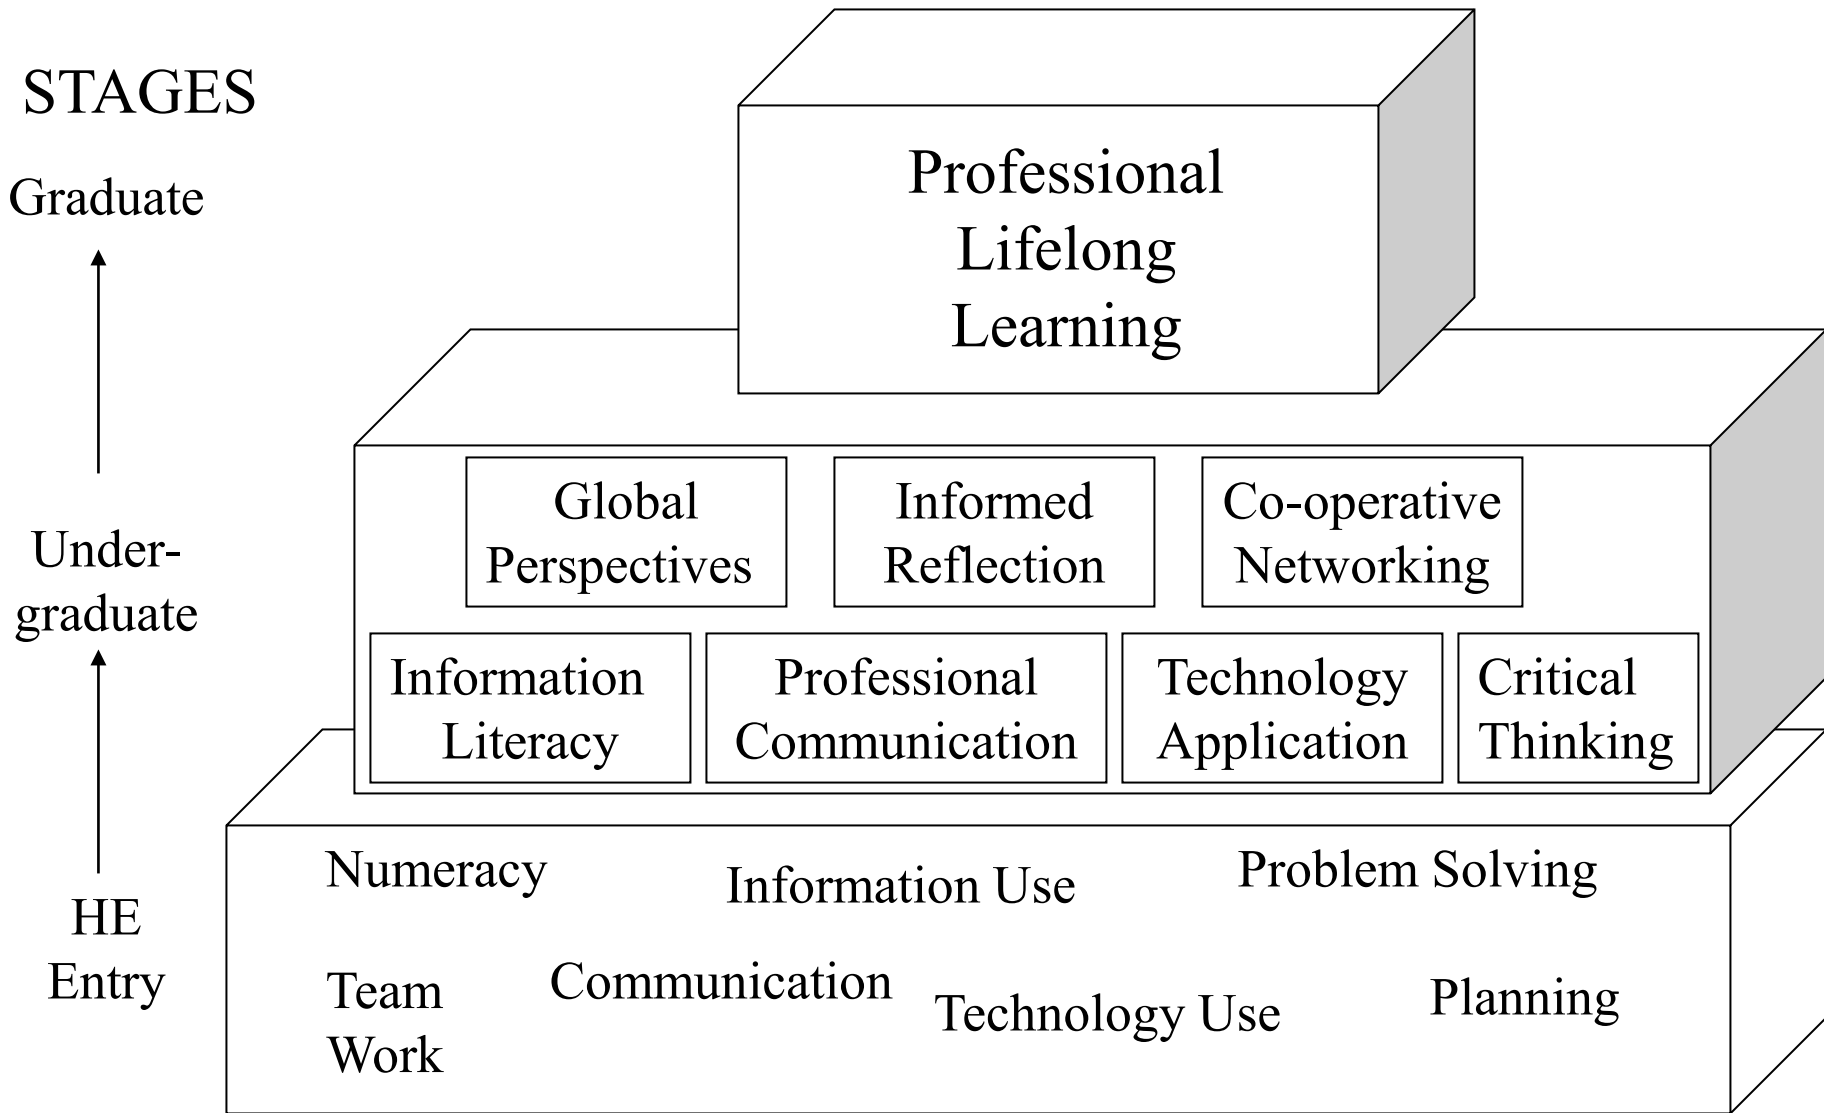 STAGES
Graduate
Under-
graduate
HE
Entry
Professional
Lifelong
Learning
Global
Perspectives
Informed
Reflection
Co-operative
Networking
Information
Literacy
Professional
Communication
Technology
Application
Critical
Thinking
Numeracy
Information Use
Problem Solving
Team
Work
Communication
Technology Use
Planning